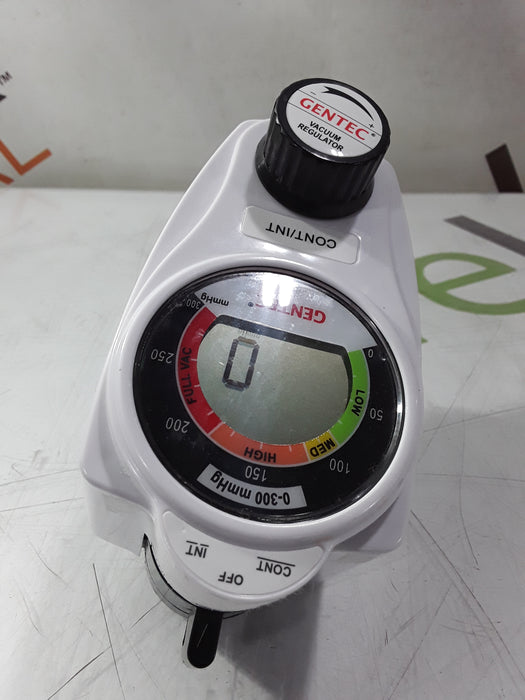 GENTEC®
VACUUM
REGULATOR
− +
CONT/INT
GENTEC®
mmHg
0
50
100
150
200
250
300
LOW
MED
HIGH
FULL VAC
0
0-300 mmHg
INT
OFF
CONT
TM